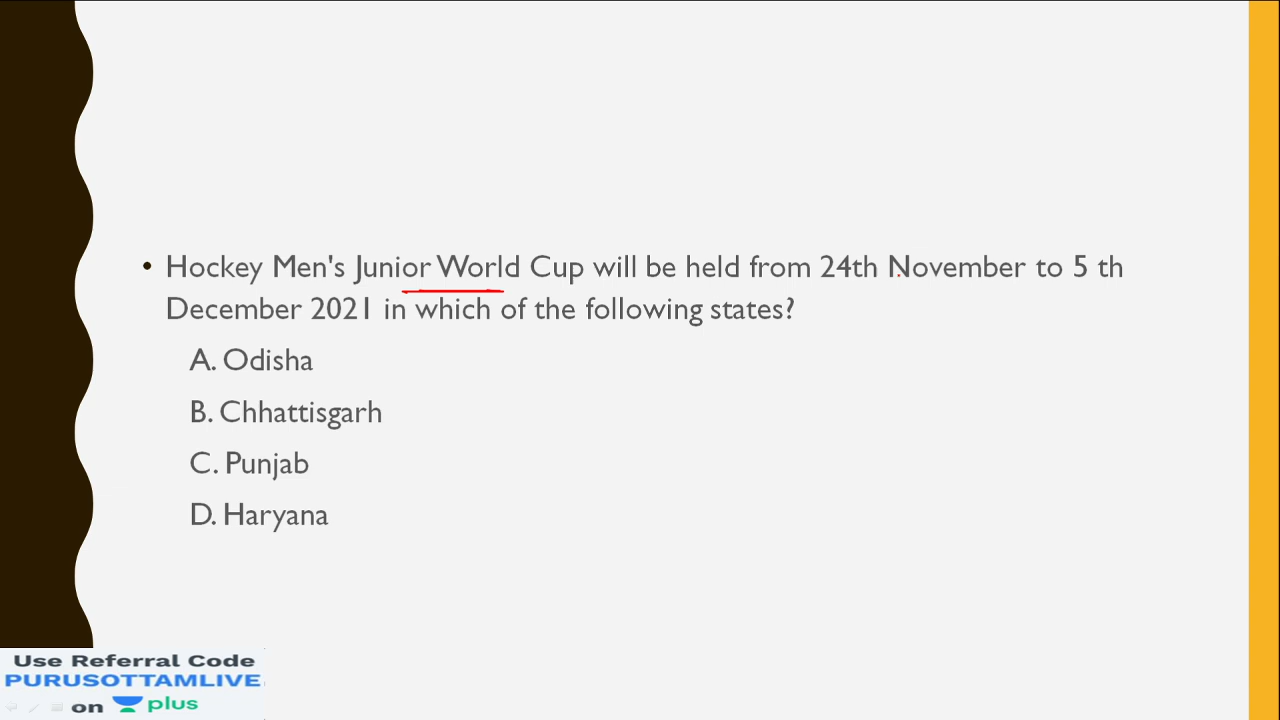 • Hockey Men's Junior World Cup will be held from 24th November to 5 th
December 2021 in which of the following states?
A. Odisha
B. Chhattisgarh
C. Punjab
D. Haryana
Use Referral Code
PURUSOTTAMLIVE
on plus